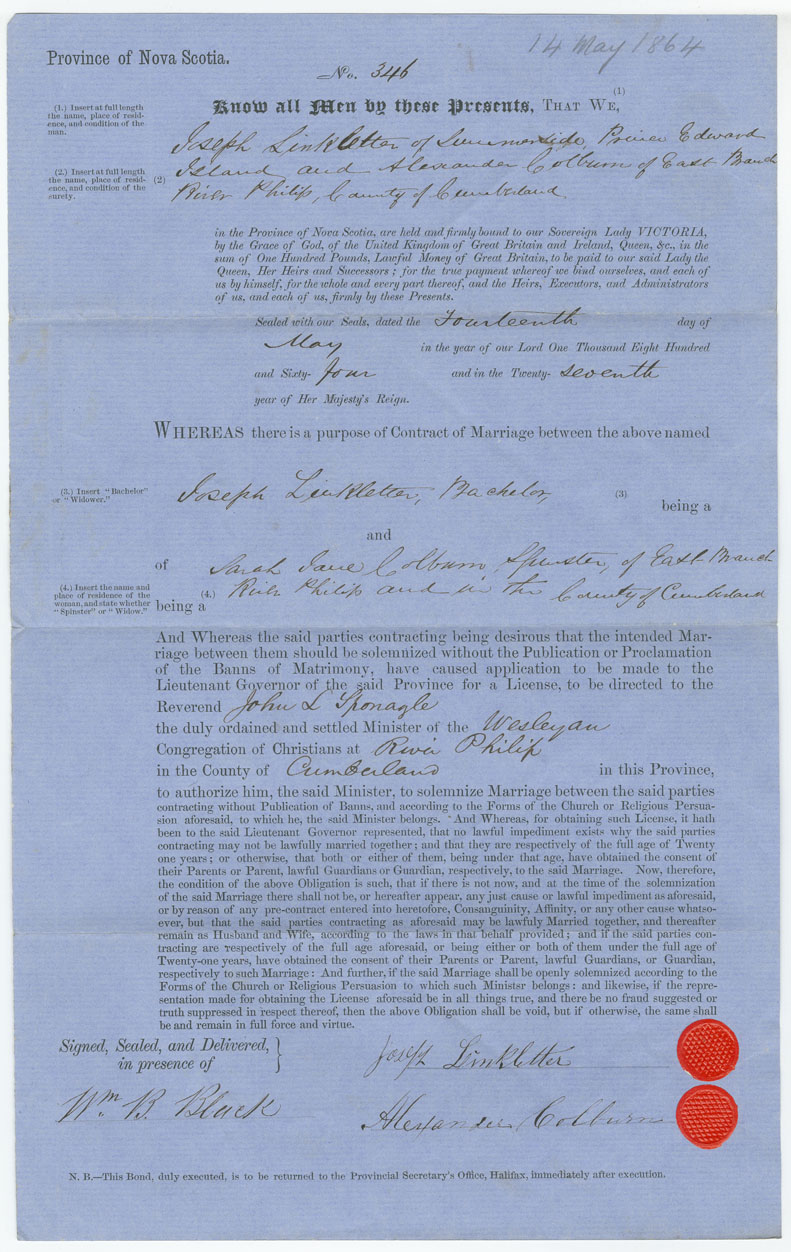 14 May 1864
Province of Nova Scotia.
No. 346
(1)
Know all Men by these Presents, THAT WE,
(1.) Insert at full length
the name, place of resid-
ence, and condition of the
man.
Joseph Linkletter of Summerside, Prince Edward
(2.) Insert at full length
the name, place of resi-
dence, and condition of the
surety.
(2)
Island and Alexander Colburn of East Branch
River Philip, County of Cumberland
in the Province of Nova Scotia, are held and firmly bound to our Sovereign Lady VICTORIA,
by the Grace of God, of the United Kingdom of Great Britain and Ireland, Queen, &c., in the
sum of One Hundred Pounds, Lawful Money of Great Britain, to be paid to our said Lady the
Queen, Her Heirs and Successors; for the true payment whereof we bind ourselves, and each of
us by himself, for the whole and every part thereof, and the Heirs, Executors, and Administrators
of us, and each of us, firmly by these Presents.
Sealed with our Seals, dated the Fourteenth day of
May in the year of our Lord One Thousand Eight Hundred
and Sixty- four and in the Twenty- seventh
year of Her Majesty's Reign.
WHEREAS there is a purpose of Contract of Marriage between the above named
(3.) Insert "Bachelor"
or "Widower."
Joseph Linkletter, Bachelor, (3)
being a
and
of Sarah Jane Colburn Spinster, of East Branch
(4.) Insert the name and
place of residence of the
woman, and state whether
"Spinster" or "Widow."
(4.) River Philip and in the County of Cumberland
being a
And Whereas the said parties contracting being desirous that the intended Mar-
riage between them should be solemnized without the Publication or Proclamation
of the Banns of Matrimony, have caused application to be made to the
Lieutenant Governor of the said Province for a License, to be directed to the
Reverend John L Sponagle
the duly ordained and settled Minister of the Wesleyan
Congregation of Christians at River Philip
in the County of Cumberland in this Province,
to authorize him, the said Minister, to solemnize Marriage between the said parties
contracting without Publication of Banns, and according to the Forms of the Church or Religious Persua-
sion aforesaid, to which he, the said Minister belongs. And Whereas, for obtaining such License, it hath
been to the said Lieutenant Governor represented, that no lawful impediment exists why the said parties
contracting may not be lawfully married together; and that they are respectively of the full age of Twenty
one years; or otherwise, that both or either of them, being under that age, have obtained the consent of
their Parents or Parent, lawful Guardians or Guardian, respectively, to the said Marriage. Now, therefore,
the condition of the above Obligation is such, that if there is not now, and at the time of the solemnization
of the said Marriage there shall not be, or hereafter appear, any just cause or lawful impediment as aforesaid,
or by reason of any pre-contract entered into heretofore, Consanguinity, Affinity, or any other cause whatso-
ever, but that the said parties contracting as aforesaid may be lawfuly Married together, and thereafter
remain as Husband and Wife, according to the laws in that behalf provided; and if the said parties con-
tracting are respectively of the full age aforesaid, or being either or both of them under the full age of
Twenty-one years, have obtained the consent of their Parents or Parent, lawful Guardians, or Guardian,
respectively to such Marriage: And further, if the said Marriage shall be openly solemnized according to the
Forms of the Church or Religious Persuasion to which such Minister belongs: and likewise, if the repre-
sentation made for obtaining the License aforesaid be in all things true, and there be no fraud suggested or
truth suppressed in respect thereof, then the above Obligation shall be void, but if otherwise, the same shall
be and remain in full force and virtue.
Signed, Sealed, and Delivered,
in presence of
Joseph Linkletter
Wm. B. Black
Alexander Colburn
N. B.—This Bond, duly executed, is to be returned to the Provincial Secretary's Office, Halifax, immediately after execution.